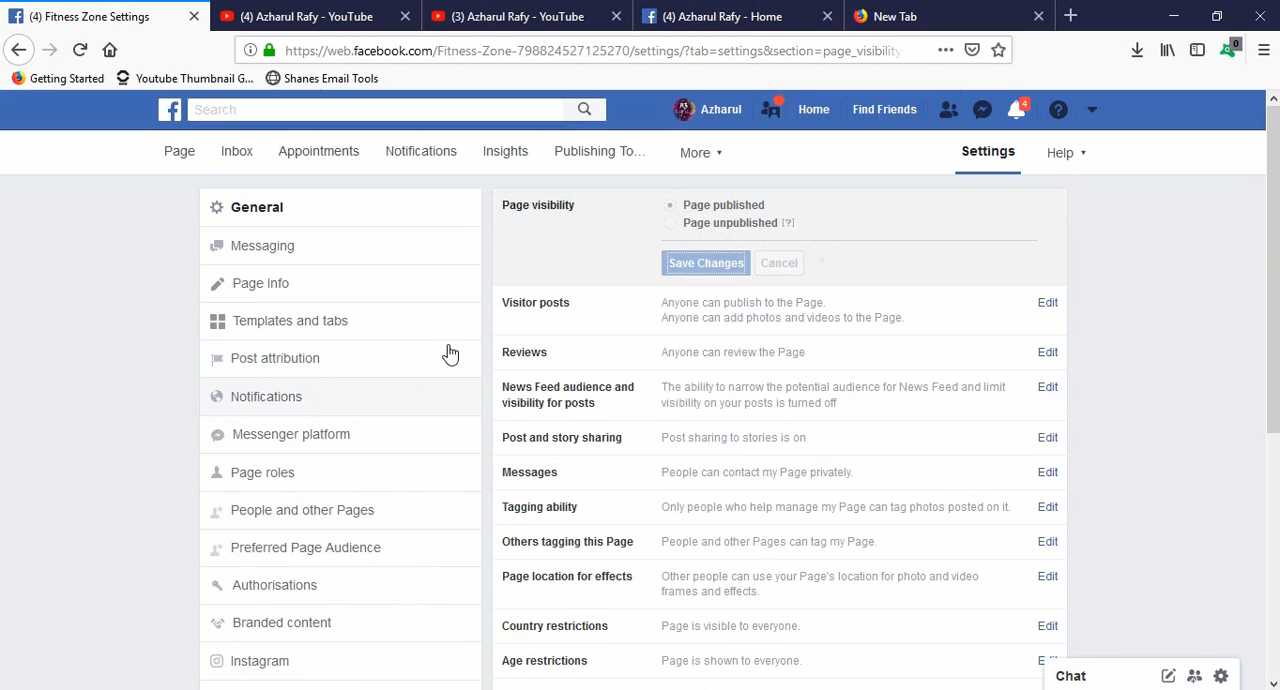 (4) Fitness Zone Settings
(4) Azharul Rafy - YouTube
(3) Azharul Rafy - YouTube
(4) Azharul Rafy - Home
New Tab
https://web.facebook.com/Fitness-Zone-798824527125270/settings/?tab=settings&section=page_visibility
0
Getting Started
Youtube Thumbnail G...
Shanes Email Tools
Search
Azharul
Home
Find Friends
4
Page
Inbox
Appointments
Notifications
Insights
Publishing To...
More
Settings
Help
General
Messaging
Page Info
Templates and tabs
Post attribution
Notifications
Messenger platform
Page roles
People and other Pages
Preferred Page Audience
Authorisations
Branded content
Instagram
Page visibility
Page published
Page unpublished [?]
Save Changes
Cancel
Visitor posts
Anyone can publish to the Page.
Anyone can add photos and videos to the Page.
Edit
Reviews
Anyone can review the Page
Edit
News Feed audience and
visibility for posts
The ability to narrow the potential audience for News Feed and limit
visibility on your posts is turned off
Edit
Post and story sharing
Post sharing to stories is on
Edit
Messages
People can contact my Page privately.
Edit
Tagging ability
Only people who help manage my Page can tag photos posted on it.
Edit
Others tagging this Page
People and other Pages can tag my Page.
Edit
Page location for effects
Other people can use your Page's location for photo and video
frames and effects.
Edit
Country restrictions
Page is visible to everyone.
Edit
Age restrictions
Page is shown to everyone.
Chat